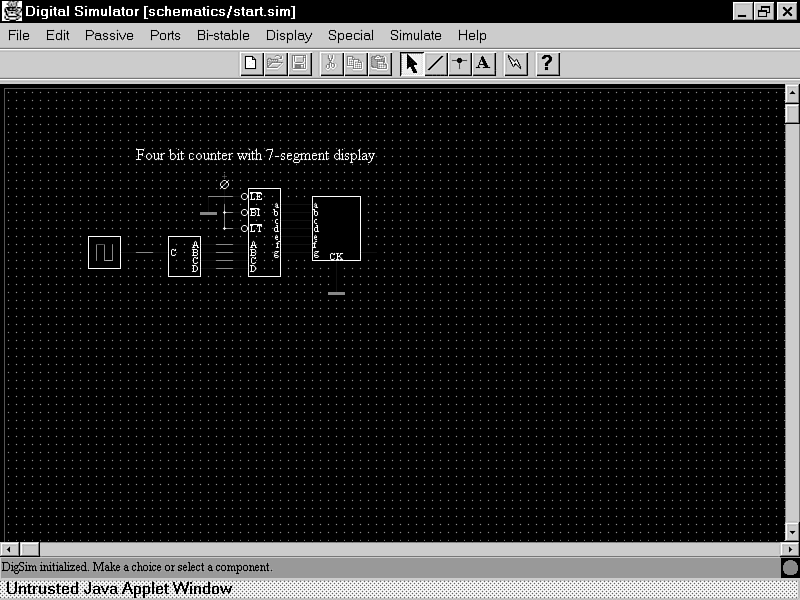 Digital Simulator [schematics/start.sim]
File Edit Passive Ports Bi-stable Display Special Simulate Help
A ?
Four bit counter with 7-segment display
LE
BI
LT
a
b
c
d
e
f
g
A
B
C
D
a
b
c
d
e
f
g
CK
C
A
B
C
D
DigSim initialized. Make a choice or select a component.
Untrusted Java Applet Window